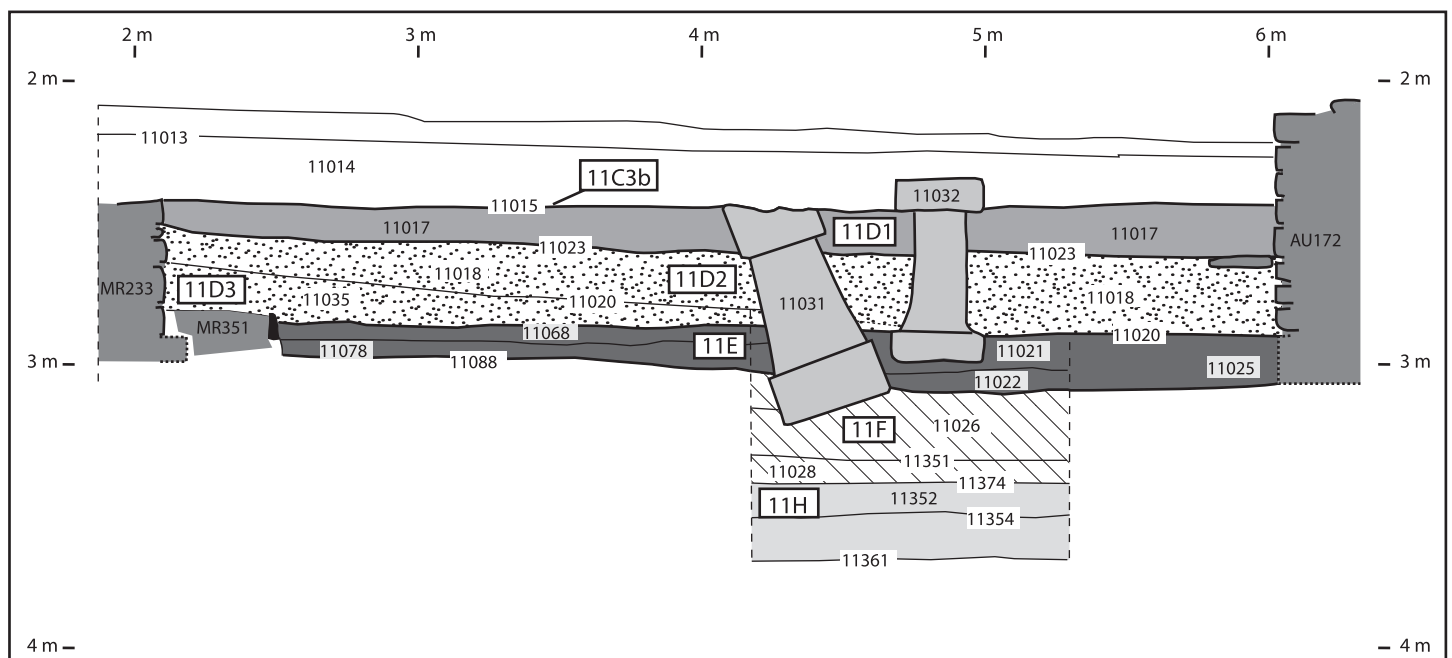 2 m 3 m 4 m 5 m 6 m
2 m 2 m
11013
11014
11C3b
11032
11015
11017 11D1 11017
11023 11023 AU172
11018 11D2
MR233 11D3 11035 11020 11031 11018
MR351 11068 11020
11E
11078 11088 11021
3 m 11025 3 m
11022
11F 11026
11351
11028
11374
11H 11352
11354
11361
4 m 4 m